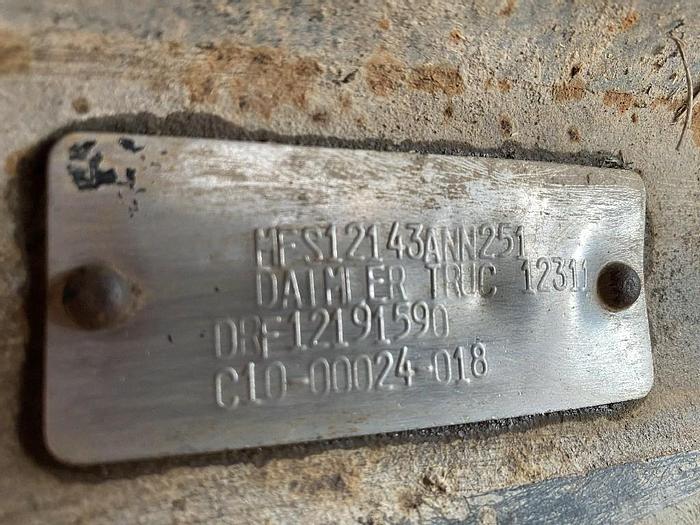 MFS12143ANN251
DAIMLER TRUC 12311
DRF12191590
C10-00024-018